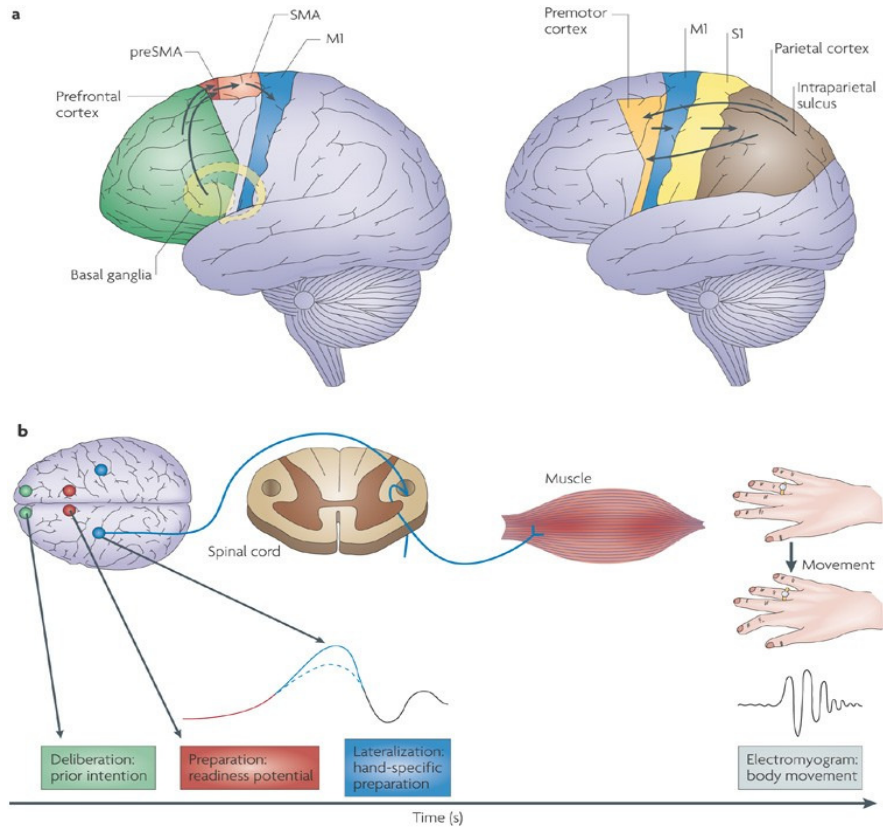 a
SMA
preSMA
M1
Prefrontal
cortex
Basal ganglia
Premotor
cortex
M1
S1
Parietal cortex
Intraparietal
sulcus
b
Spinal cord
Muscle
Movement
Deliberation:
prior intention
Preparation:
readiness potential
Lateralization:
hand-specific
preparation
Electromyogram:
body movement
Time (s)